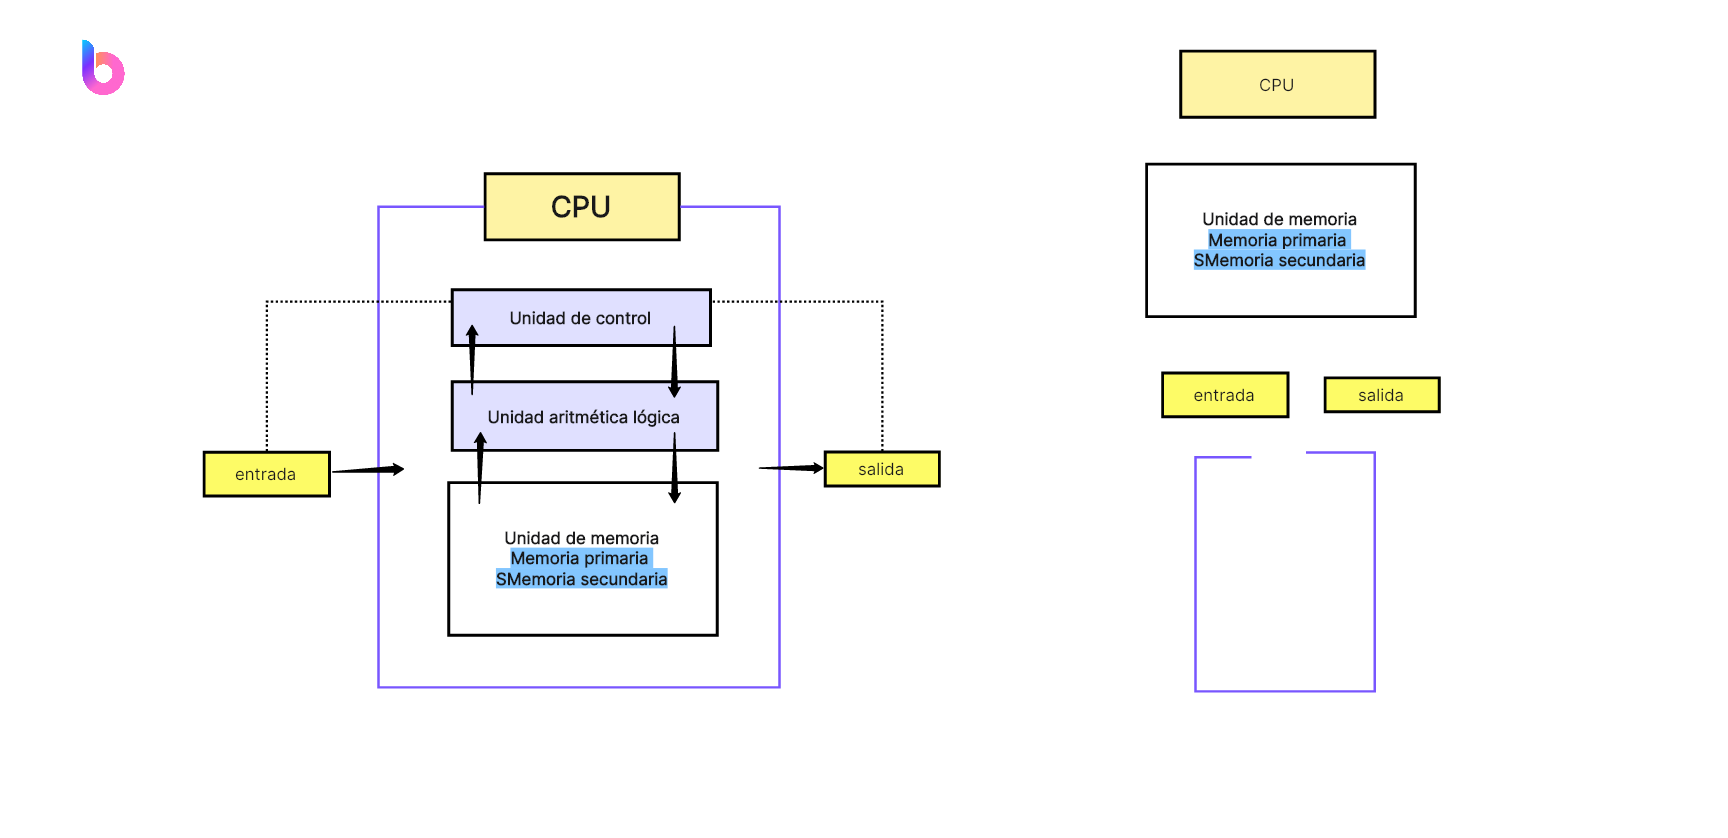 CPU
Unidad de control
Unidad aritmética lógica
entrada
salida
Unidad de memoria
Memoria primaria
SMemoria secundaria
CPU
Unidad de memoria
Memoria primaria
SMemoria secundaria
entrada
salida